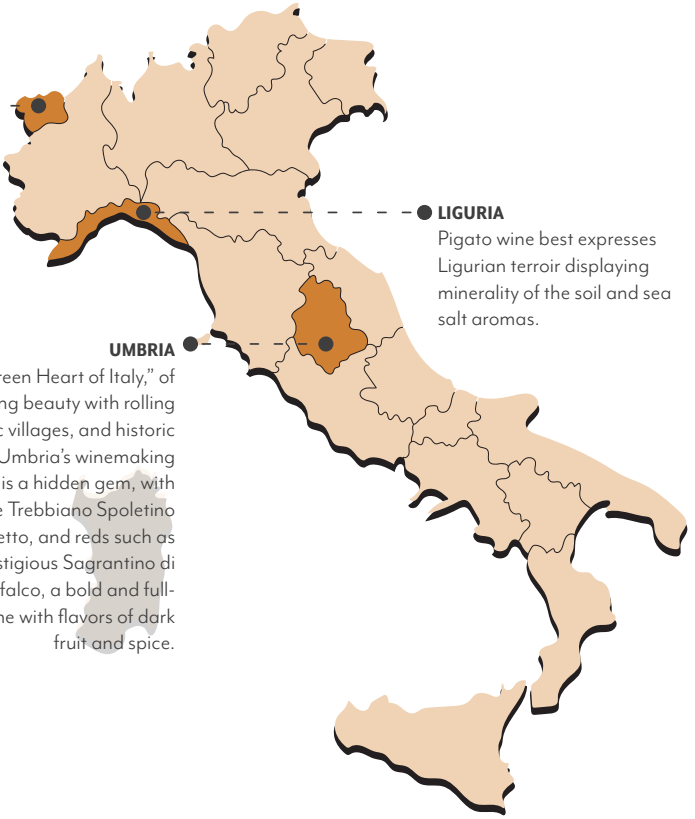 LIGURIA
Pigato wine best expresses
Ligurian terroir displaying
minerality of the soil and sea
salt aromas.
UMBRIA
Heart of Italy,” of
beauty with rolling
villages, and historic
Umbria’s winemaking
is a hidden gem, with
Trebbiano Spoletino
and reds such as
Sagrantino di
a bold and full-
with flavors of dark
fruit and spice.